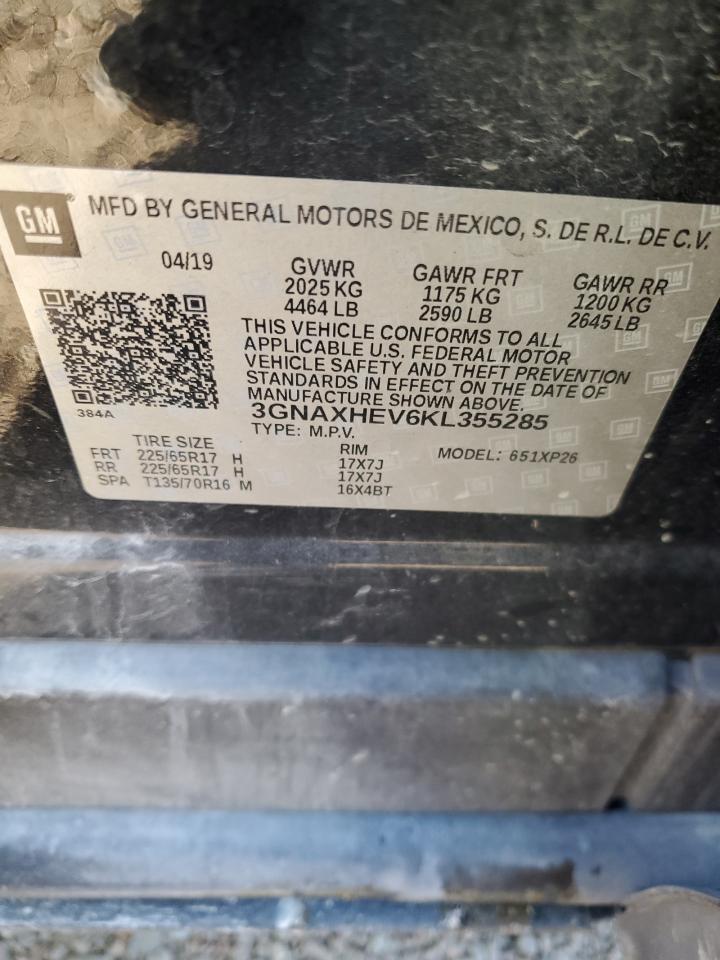 GM
MFD BY GENERAL MOTORS DE MEXICO, S. DE R.L. DE C.V.
04/19
GVWR
2025 KG
4464 LB
GAWR FRT
1175 KG
2590 LB
GAWR RR
1200 KG
2645 LB
THIS VEHICLE CONFORMS TO ALL
APPLICABLE U.S. FEDERAL MOTOR
VEHICLE SAFETY AND THEFT PREVENTION
STANDARDS IN EFFECT ON THE DATE OF
MANUFACTURE SHOWN ABOVE.
384A
3GNAXHEV6KL355285
TYPE: M.P.V.
MODEL: 651XP26
TIRE SIZE RIM
FRT 225/65R17 H 17X7J
RR 225/65R17 H 17X7J
SPA T135/70R16 M 16X4BT